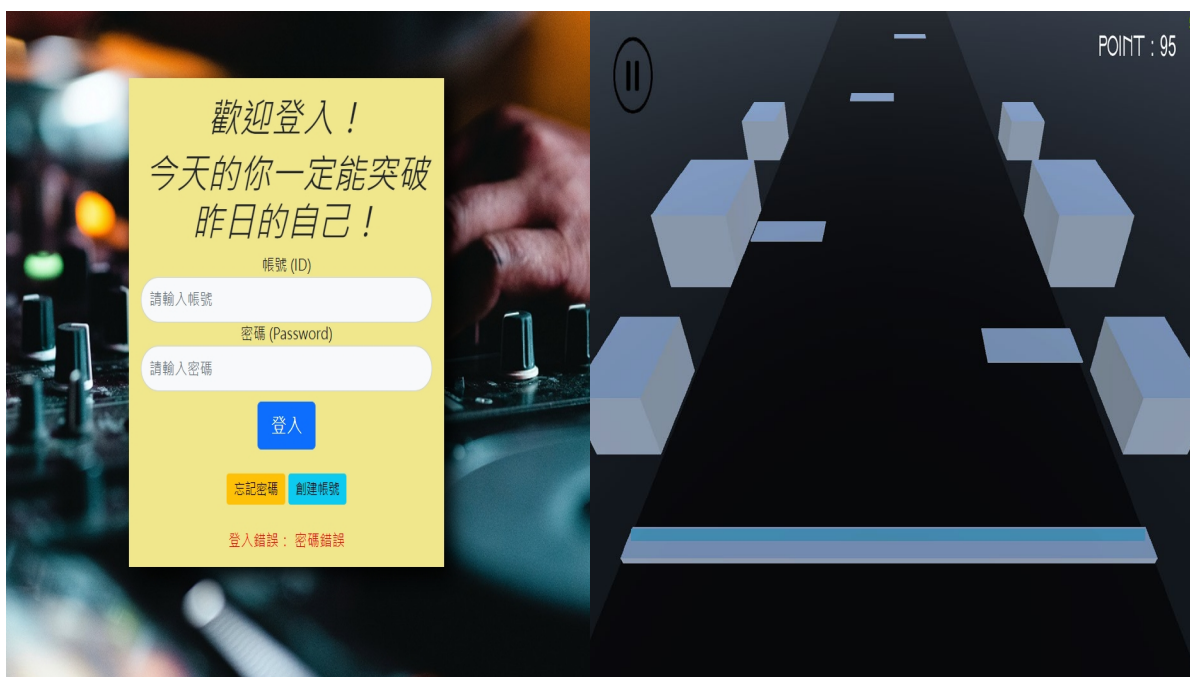 歡迎登入！
今天的你一定能突破
昨日的自己！
帳號 (ID)
請輸入帳號
密碼 (Password)
請輸入密碼
登入
忘記密碼 創建帳號
登入錯誤： 密碼錯誤
POINT : 95